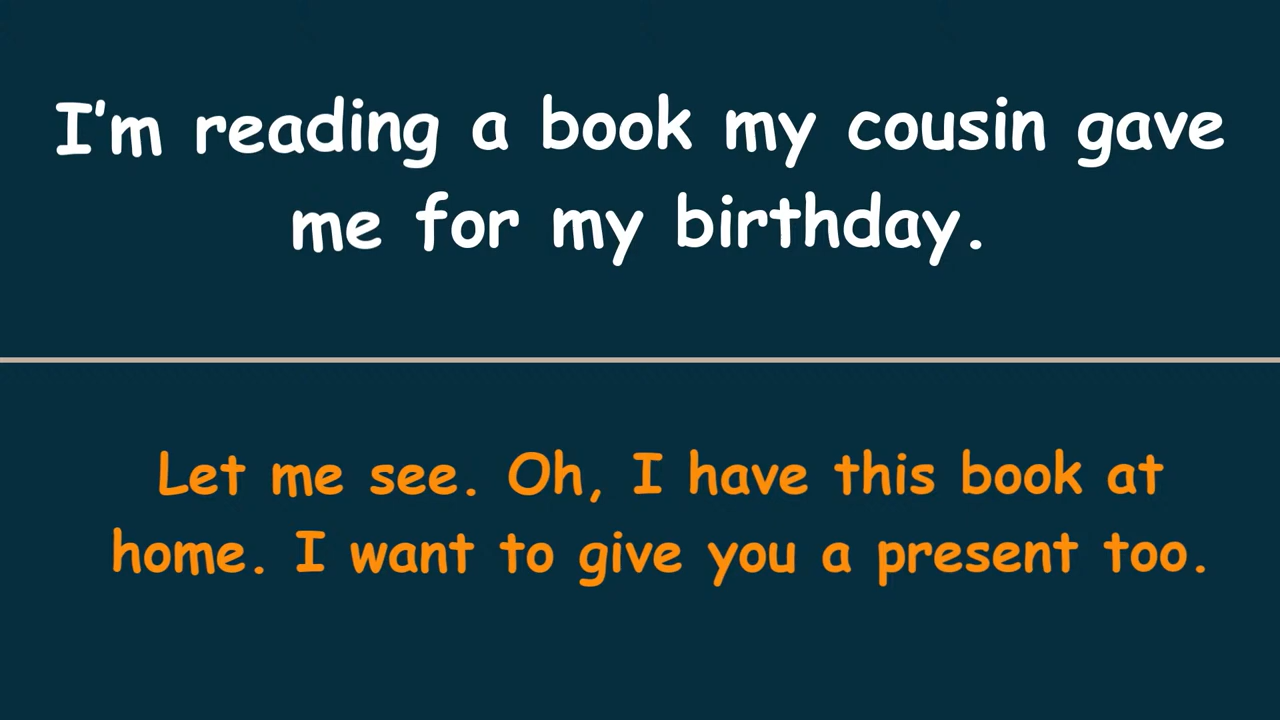 I'm reading a book my cousin gave
me for my birthday.
Let me see. Oh, I have this book at
home. I want to give you a present too.